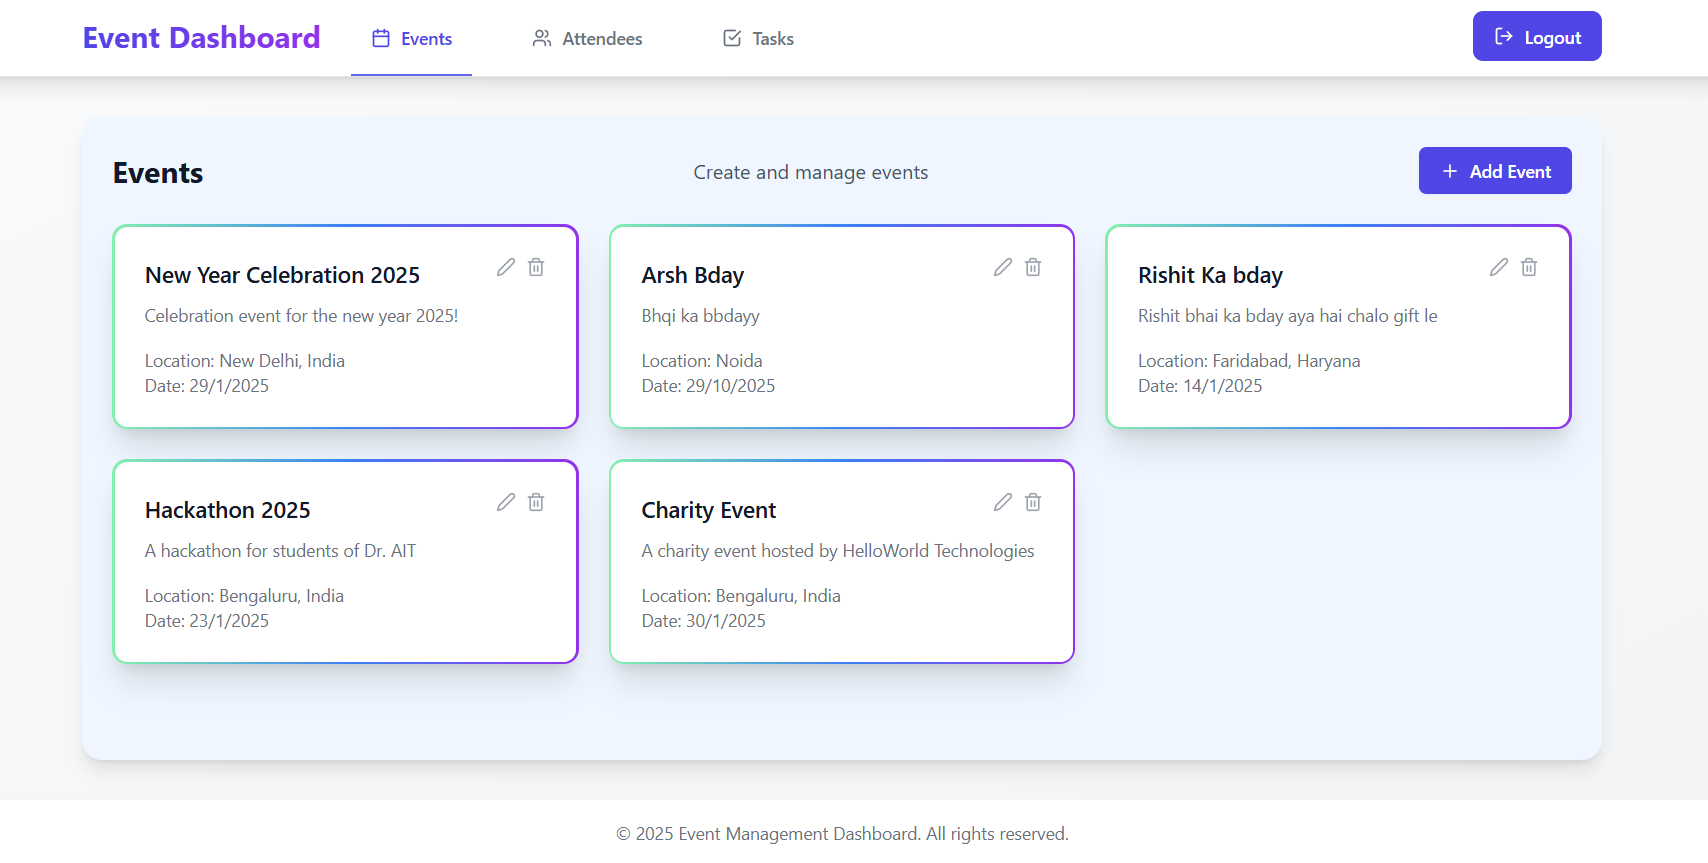 Event Dashboard
Events
Attendees
Tasks
Logout
Events
Create and manage events
Add Event
New Year Celebration 2025
Celebration event for the new year 2025!
Location: New Delhi, India
Date: 29/1/2025
Arsh Bday
Bhqi ka bbdayy
Location: Noida
Date: 29/10/2025
Rishit Ka bday
Rishit bhai ka bday aya hai chalo gift le
Location: Faridabad, Haryana
Date: 14/1/2025
Hackathon 2025
A hackathon for students of Dr. AIT
Location: Bengaluru, India
Date: 23/1/2025
Charity Event
A charity event hosted by HelloWorld Technologies
Location: Bengaluru, India
Date: 30/1/2025
© 2025 Event Management Dashboard. All rights reserved.